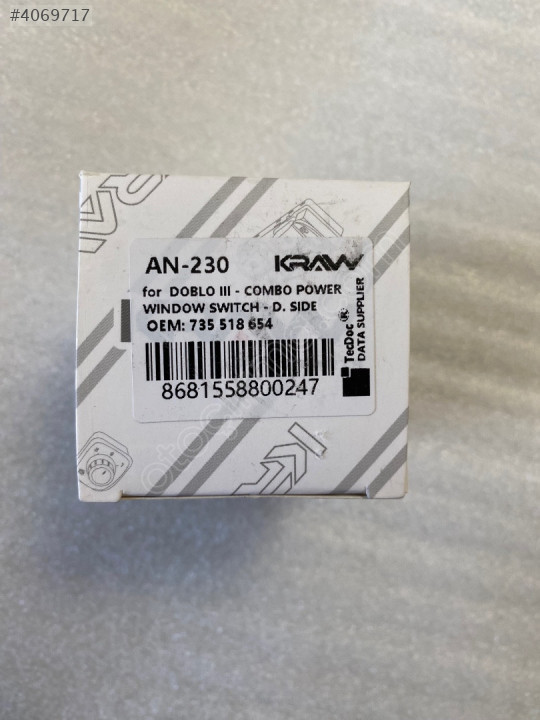 #4069717
AN-230 KRAW
for DOBLO III - COMBO POWER
WINDOW SWITCH - D. SIDE
OEM: 735 518 654
8681558800247
TecDoc®
DATA SUPPLIER